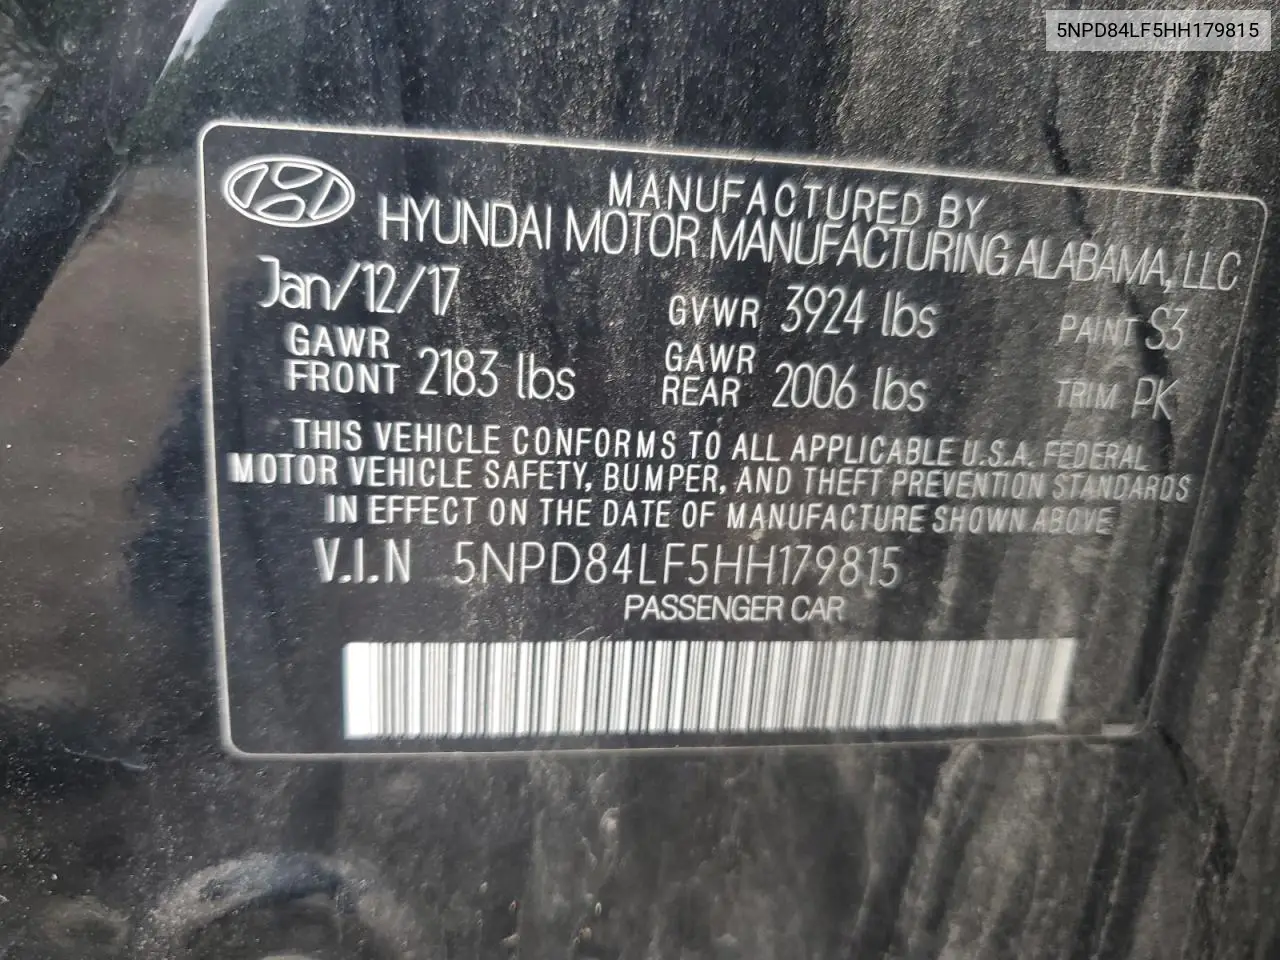 5NPD84LF5HH179815
MANUFACTURED BY
HYUNDAI MOTOR MANUFACTURING ALABAMA, LLC
Jan/12/17 GVWR 3924 lbs PAINT S3
GAWR FRONT 2183 lbs GAWR REAR 2006 lbs TRIM PK
THIS VEHICLE CONFORMS TO ALL APPLICABLE U.S.A. FEDERAL
MOTOR VEHICLE SAFETY, BUMPER, AND THEFT PREVENTION STANDARDS
IN EFFECT ON THE DATE OF MANUFACTURE SHOWN ABOVE
V.I.N 5NPD84LF5HH179815
PASSENGER CAR